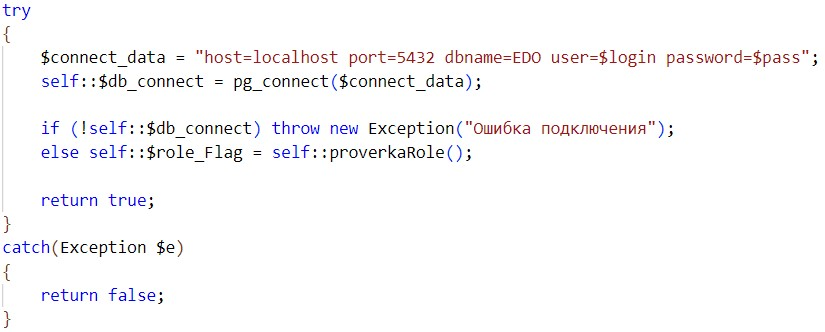 try
{
    $connect_data = "host=localhost port=5432 dbname=EDO user=$login password=$pass";
    self::$db_connect = pg_connect($connect_data);
    if (!self::$db_connect) throw new Exception("Ошибка подключения");
    else self::$role_Flag = self::proverkaRole();
    return true;
}
catch(Exception $e)
{
    return false;
}